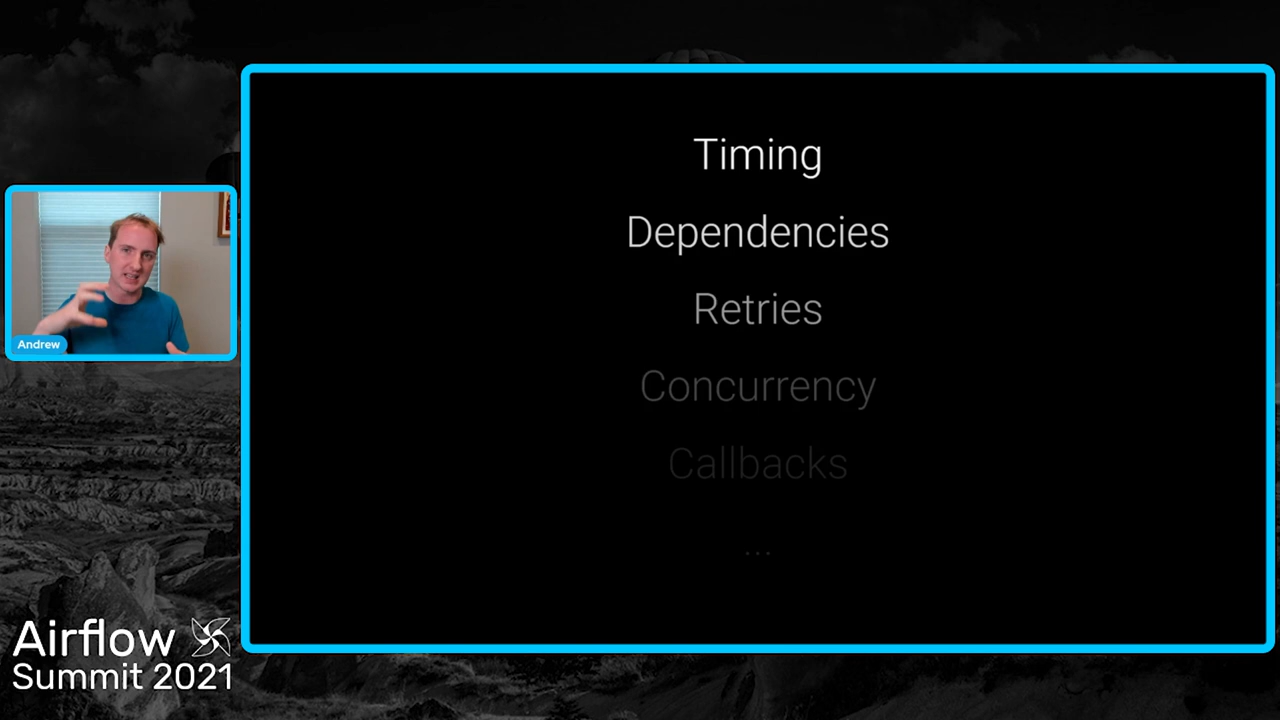 Timing
Dependencies
Retries
Concurrency
Callbacks
...
Andrew
Airflow
Summit 2021